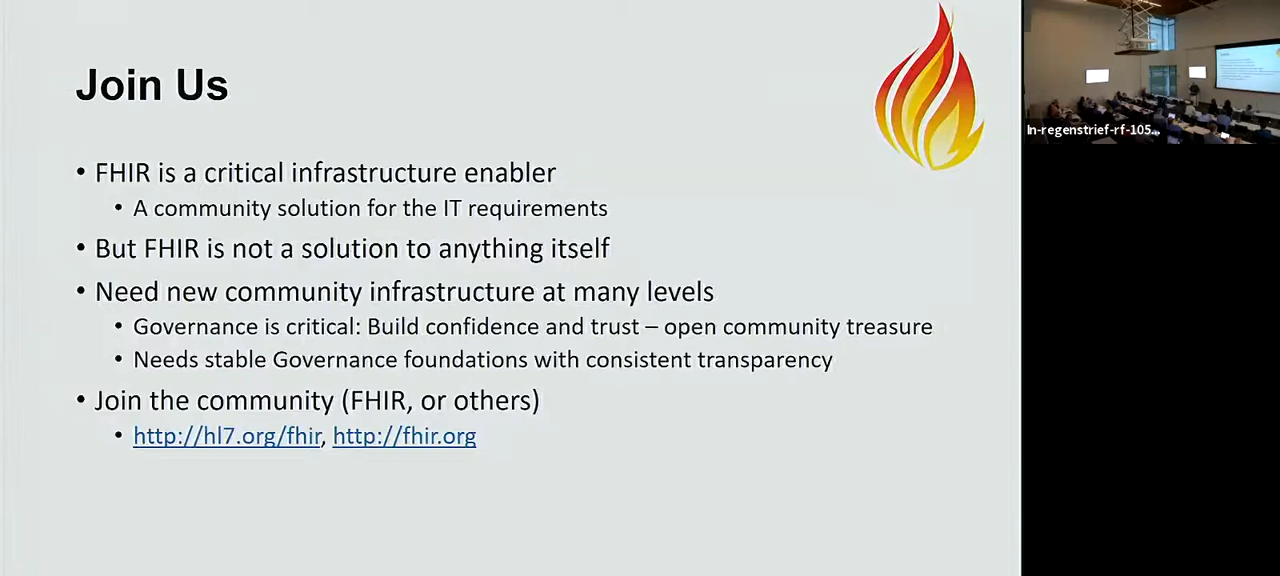 Join Us
• FHIR is a critical infrastructure enabler
• A community solution for the IT requirements
• But FHIR is not a solution to anything itself
• Need new community infrastructure at many levels
• Governance is critical: Build confidence and trust – open community treasure
• Needs stable Governance foundations with consistent transparency
• Join the community (FHIR, or others)
• http://hl7.org/fhir, http://fhir.org
In-regenstrief-rf-105...